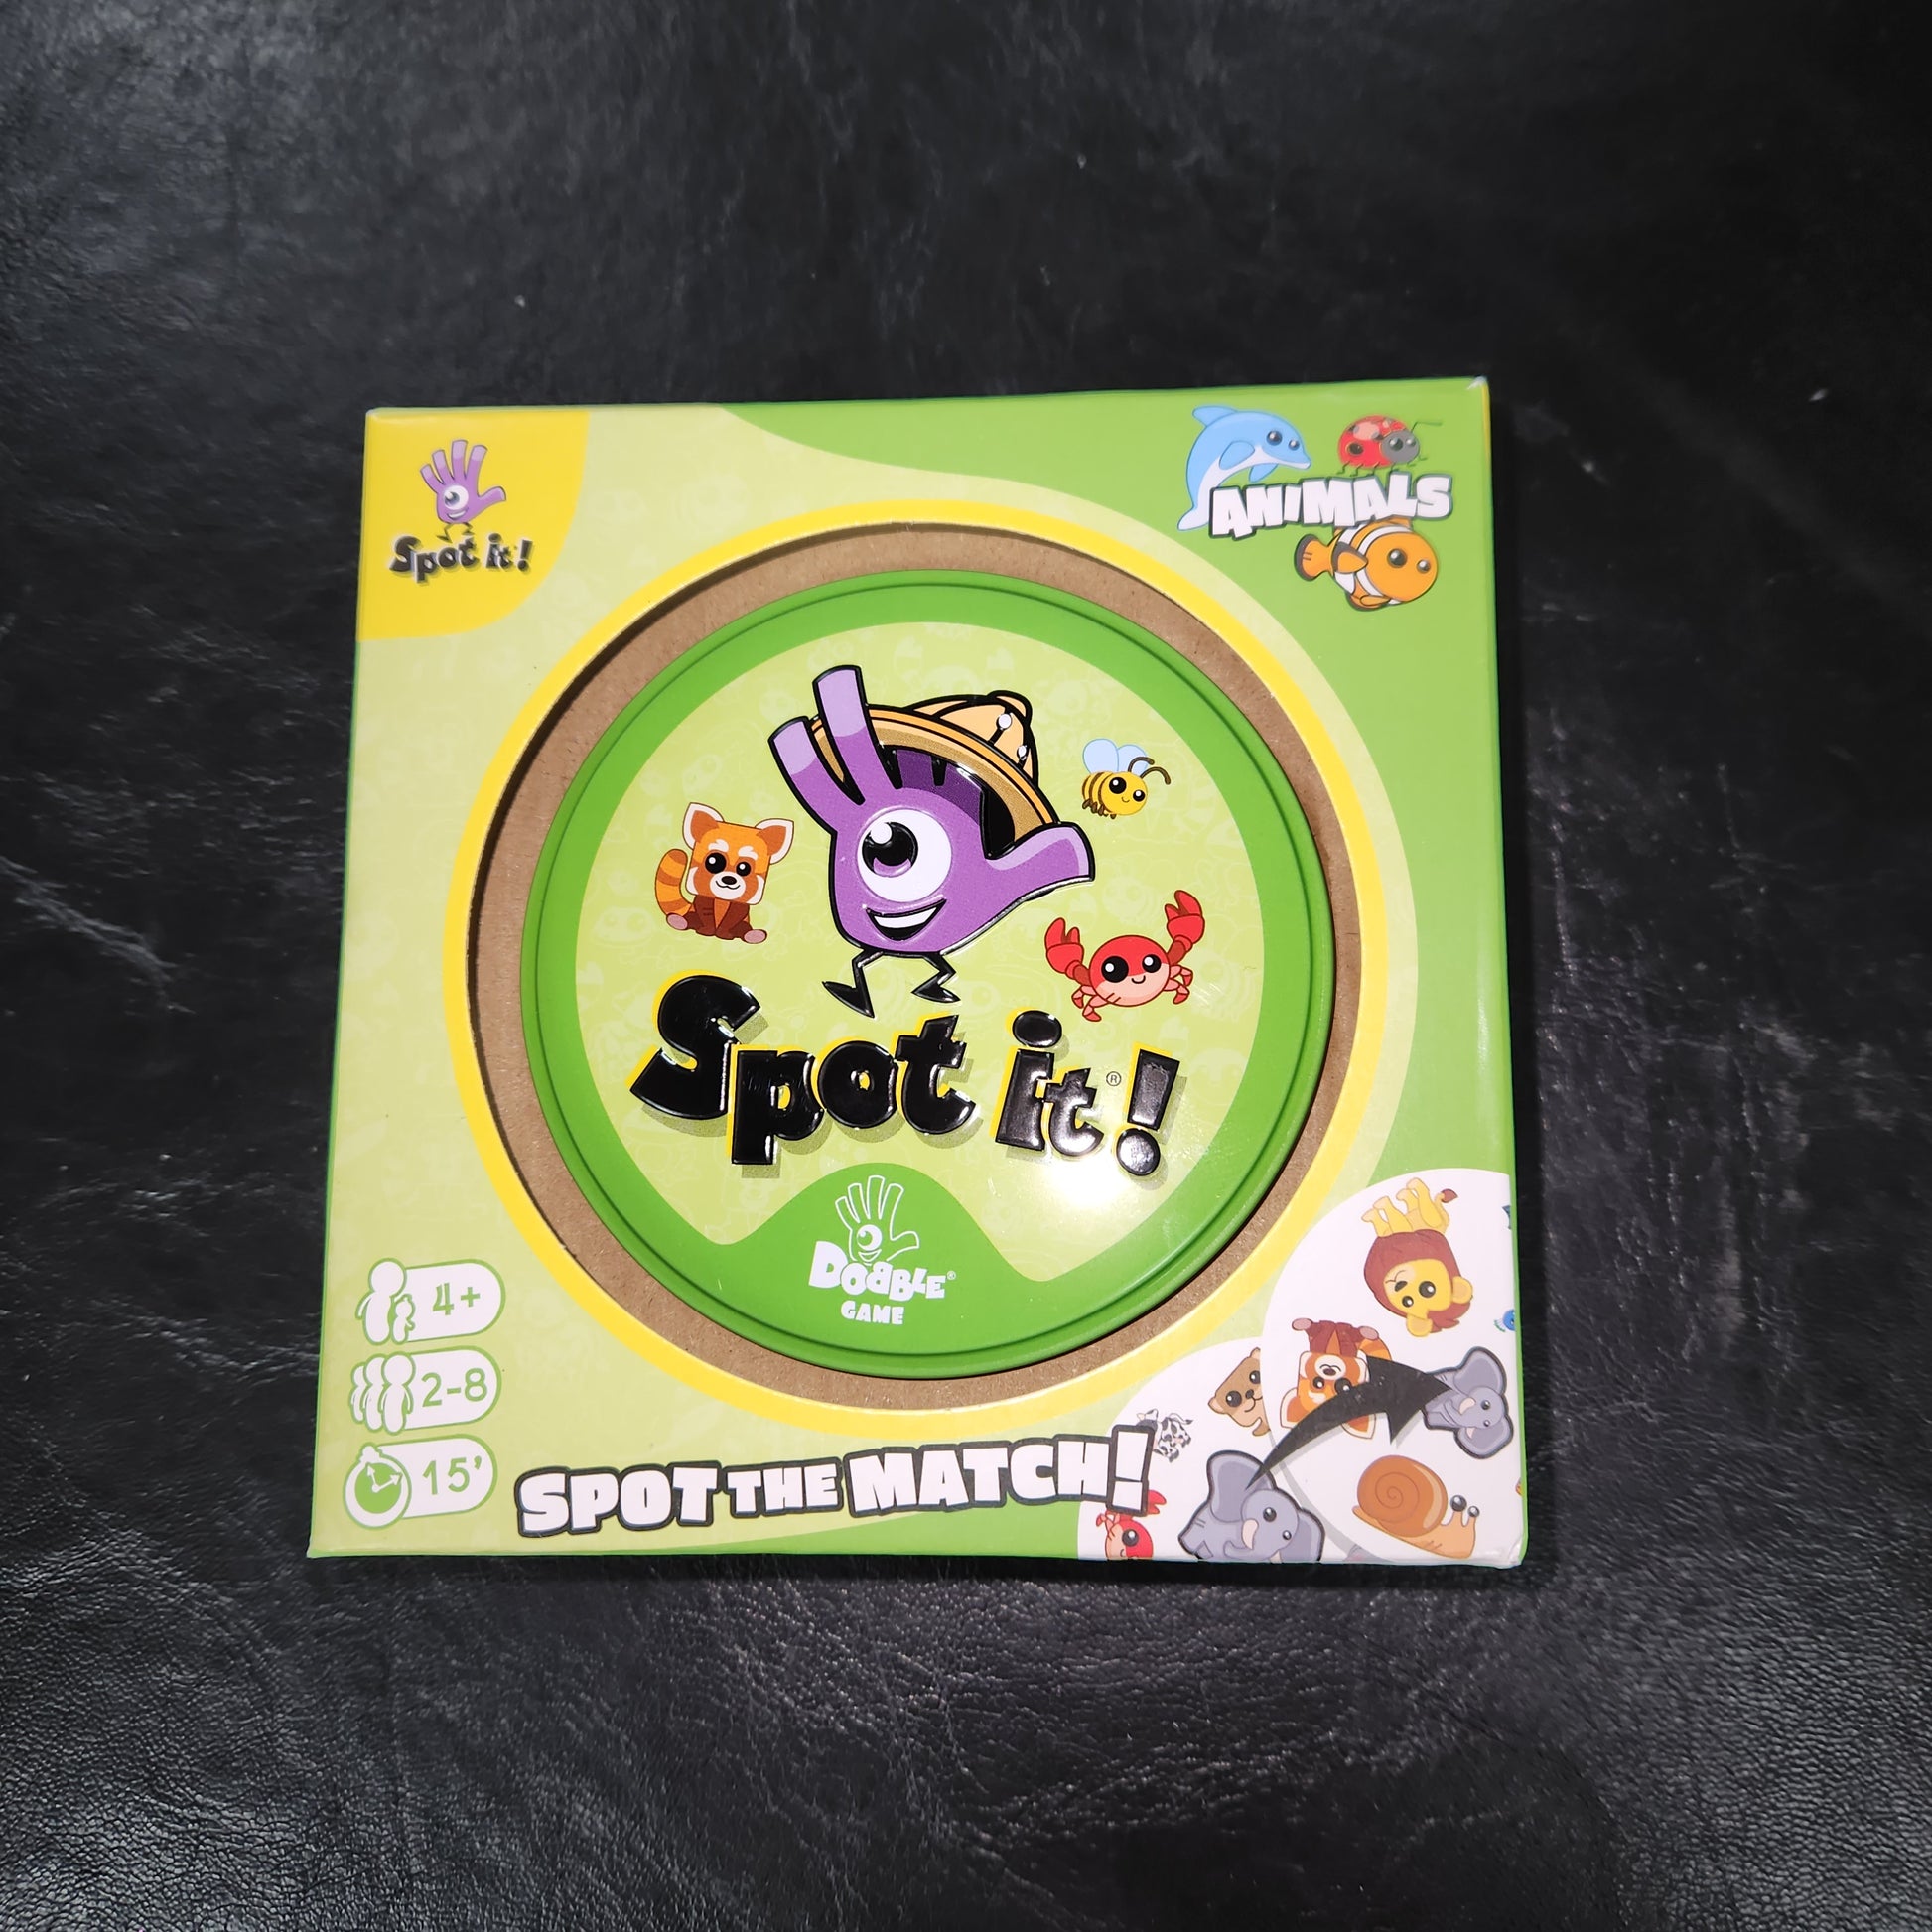 Spot it!
ANIMALS
Spot it!®
DOBBLE®
GAME
4+
2-8
15'
SPOT THE MATCH!